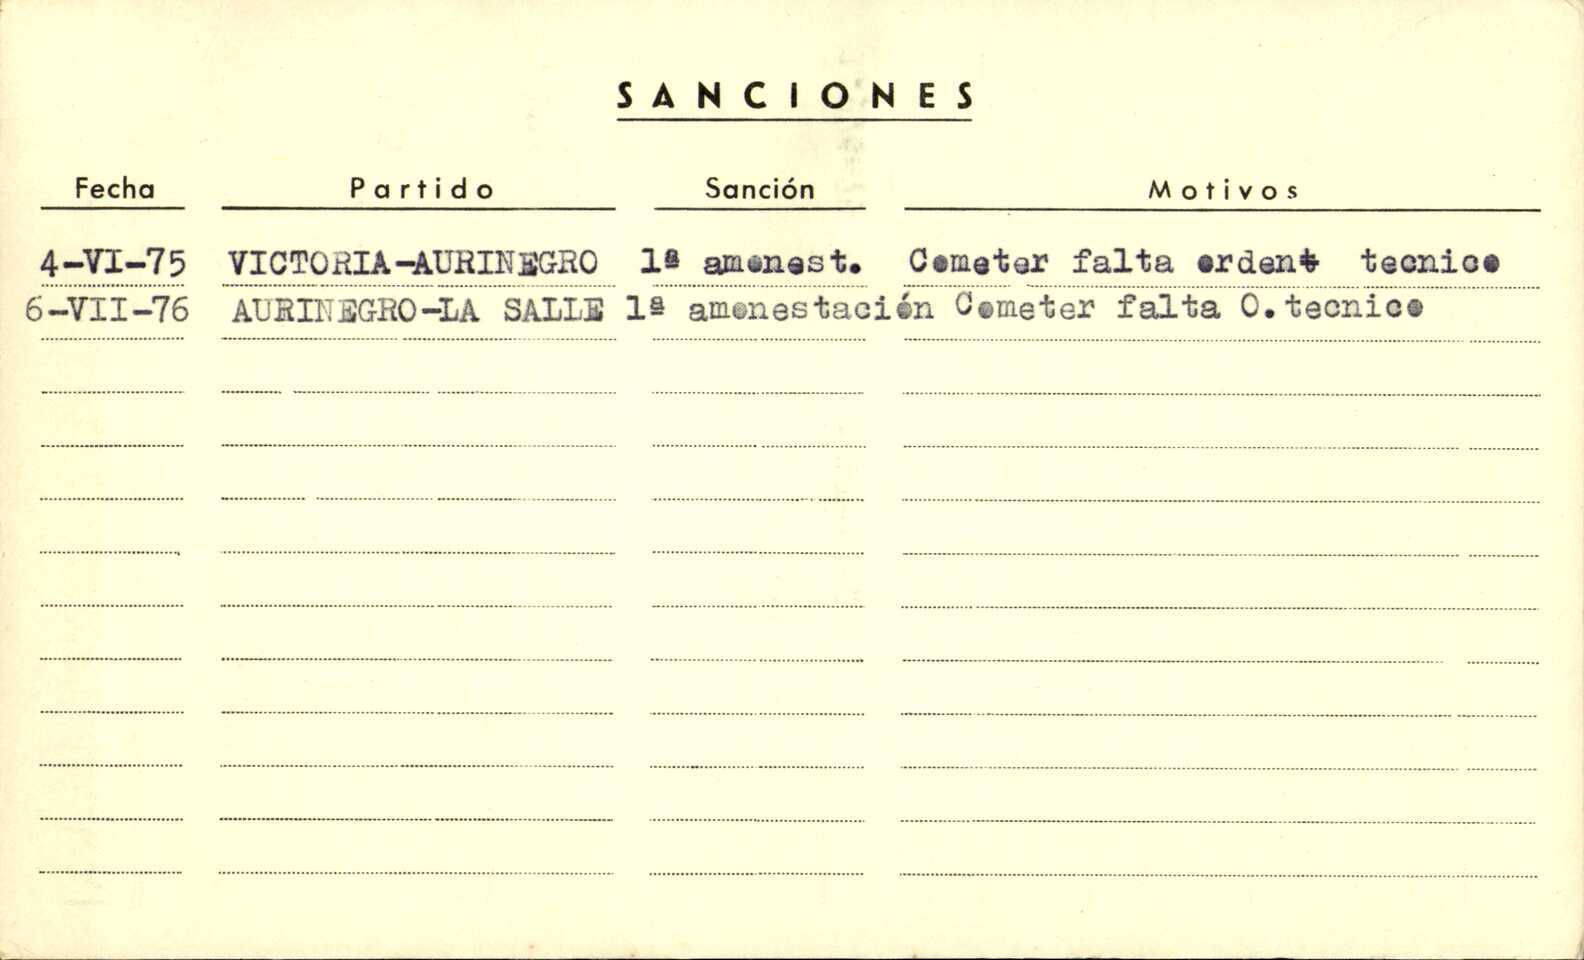 SANCIONES
Fecha Partido Sanción Motivos
4-VI-75 VICTORIA-AURINEGRO 1ª amonest. Cometer falta orden tecnico
6-VII-76 AURINEGRO-LA SALLE 1ª amonestación Cometer falta O.tecnico